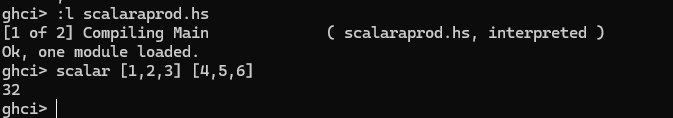 ghci> :l scalaraprod.hs
[1 of 2] Compiling Main             ( scalaraprod.hs, interpreted )
Ok, one module loaded.
ghci> scalar [1,2,3] [4,5,6]
32
ghci>